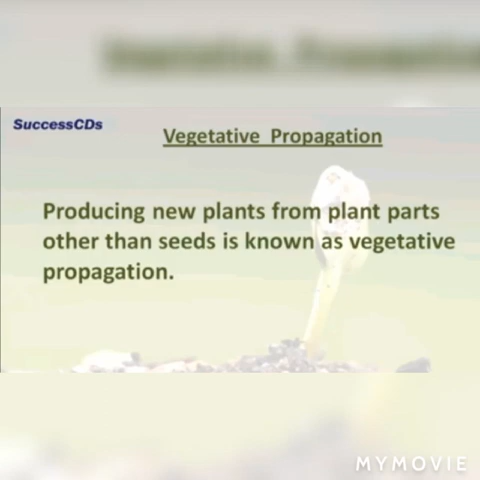 SuccessCDs
Vegetative Propagation
Producing new plants from plant parts
other than seeds is known as vegetative
propagation.
MYMOVIE